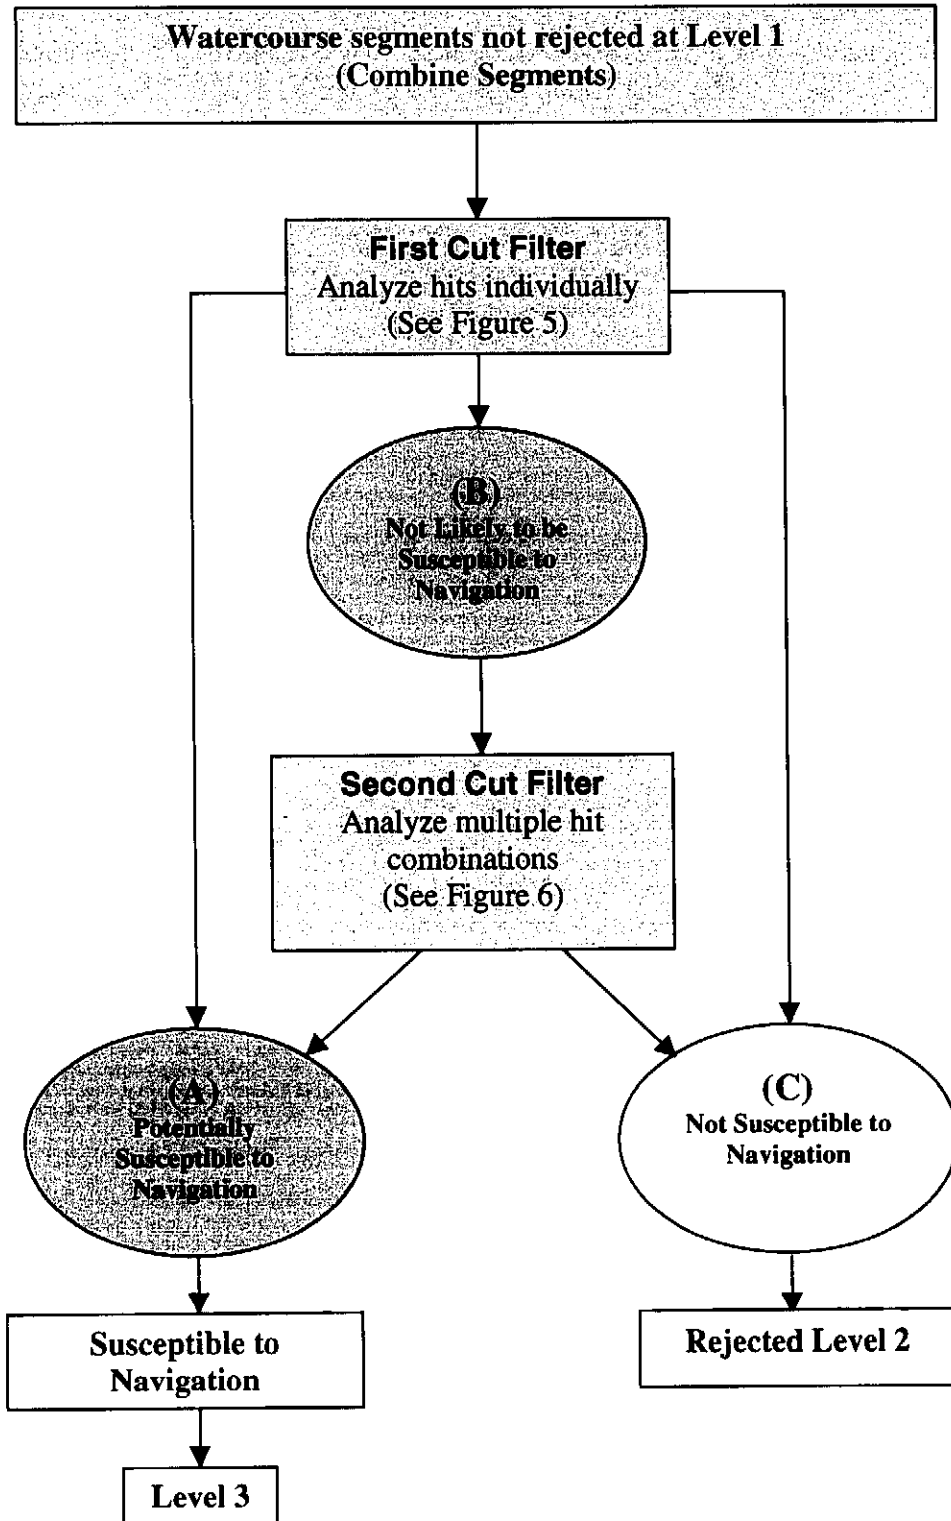 Watercourse segments not rejected at Level 1
(Combine Segments)
First Cut Filter
Analyze hits individually
(See Figure 5)
(B)
Not Likely to be
Susceptible to
Navigation
Second Cut Filter
Analyze multiple hit
combinations
(See Figure 6)
(A)
Potentially
Susceptible to
Navigation
(C)
Not Susceptible to
Navigation
Susceptible to
Navigation
Rejected Level 2
Level 3